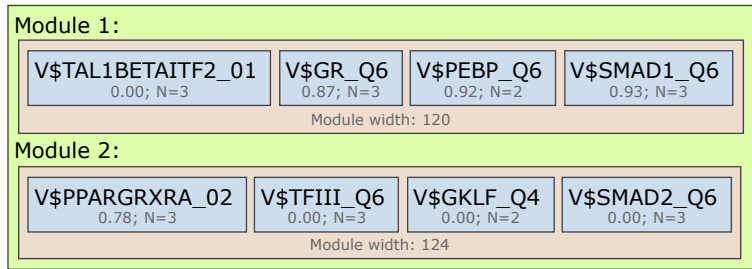 Module 1:
V$TAL1BETAITF2_01 V$GR_Q6 V$PEBP_Q6 V$SMAD1_Q6
0.00; N=3 0.87; N=3 0.92; N=2 0.93; N=3
Module width: 120
Module 2:
V$PPARGRXRA_02 V$TFIII_Q6 V$GKLF_Q4 V$SMAD2_Q6
0.78; N=3 0.00; N=3 0.00; N=2 0.00; N=3
Module width: 124